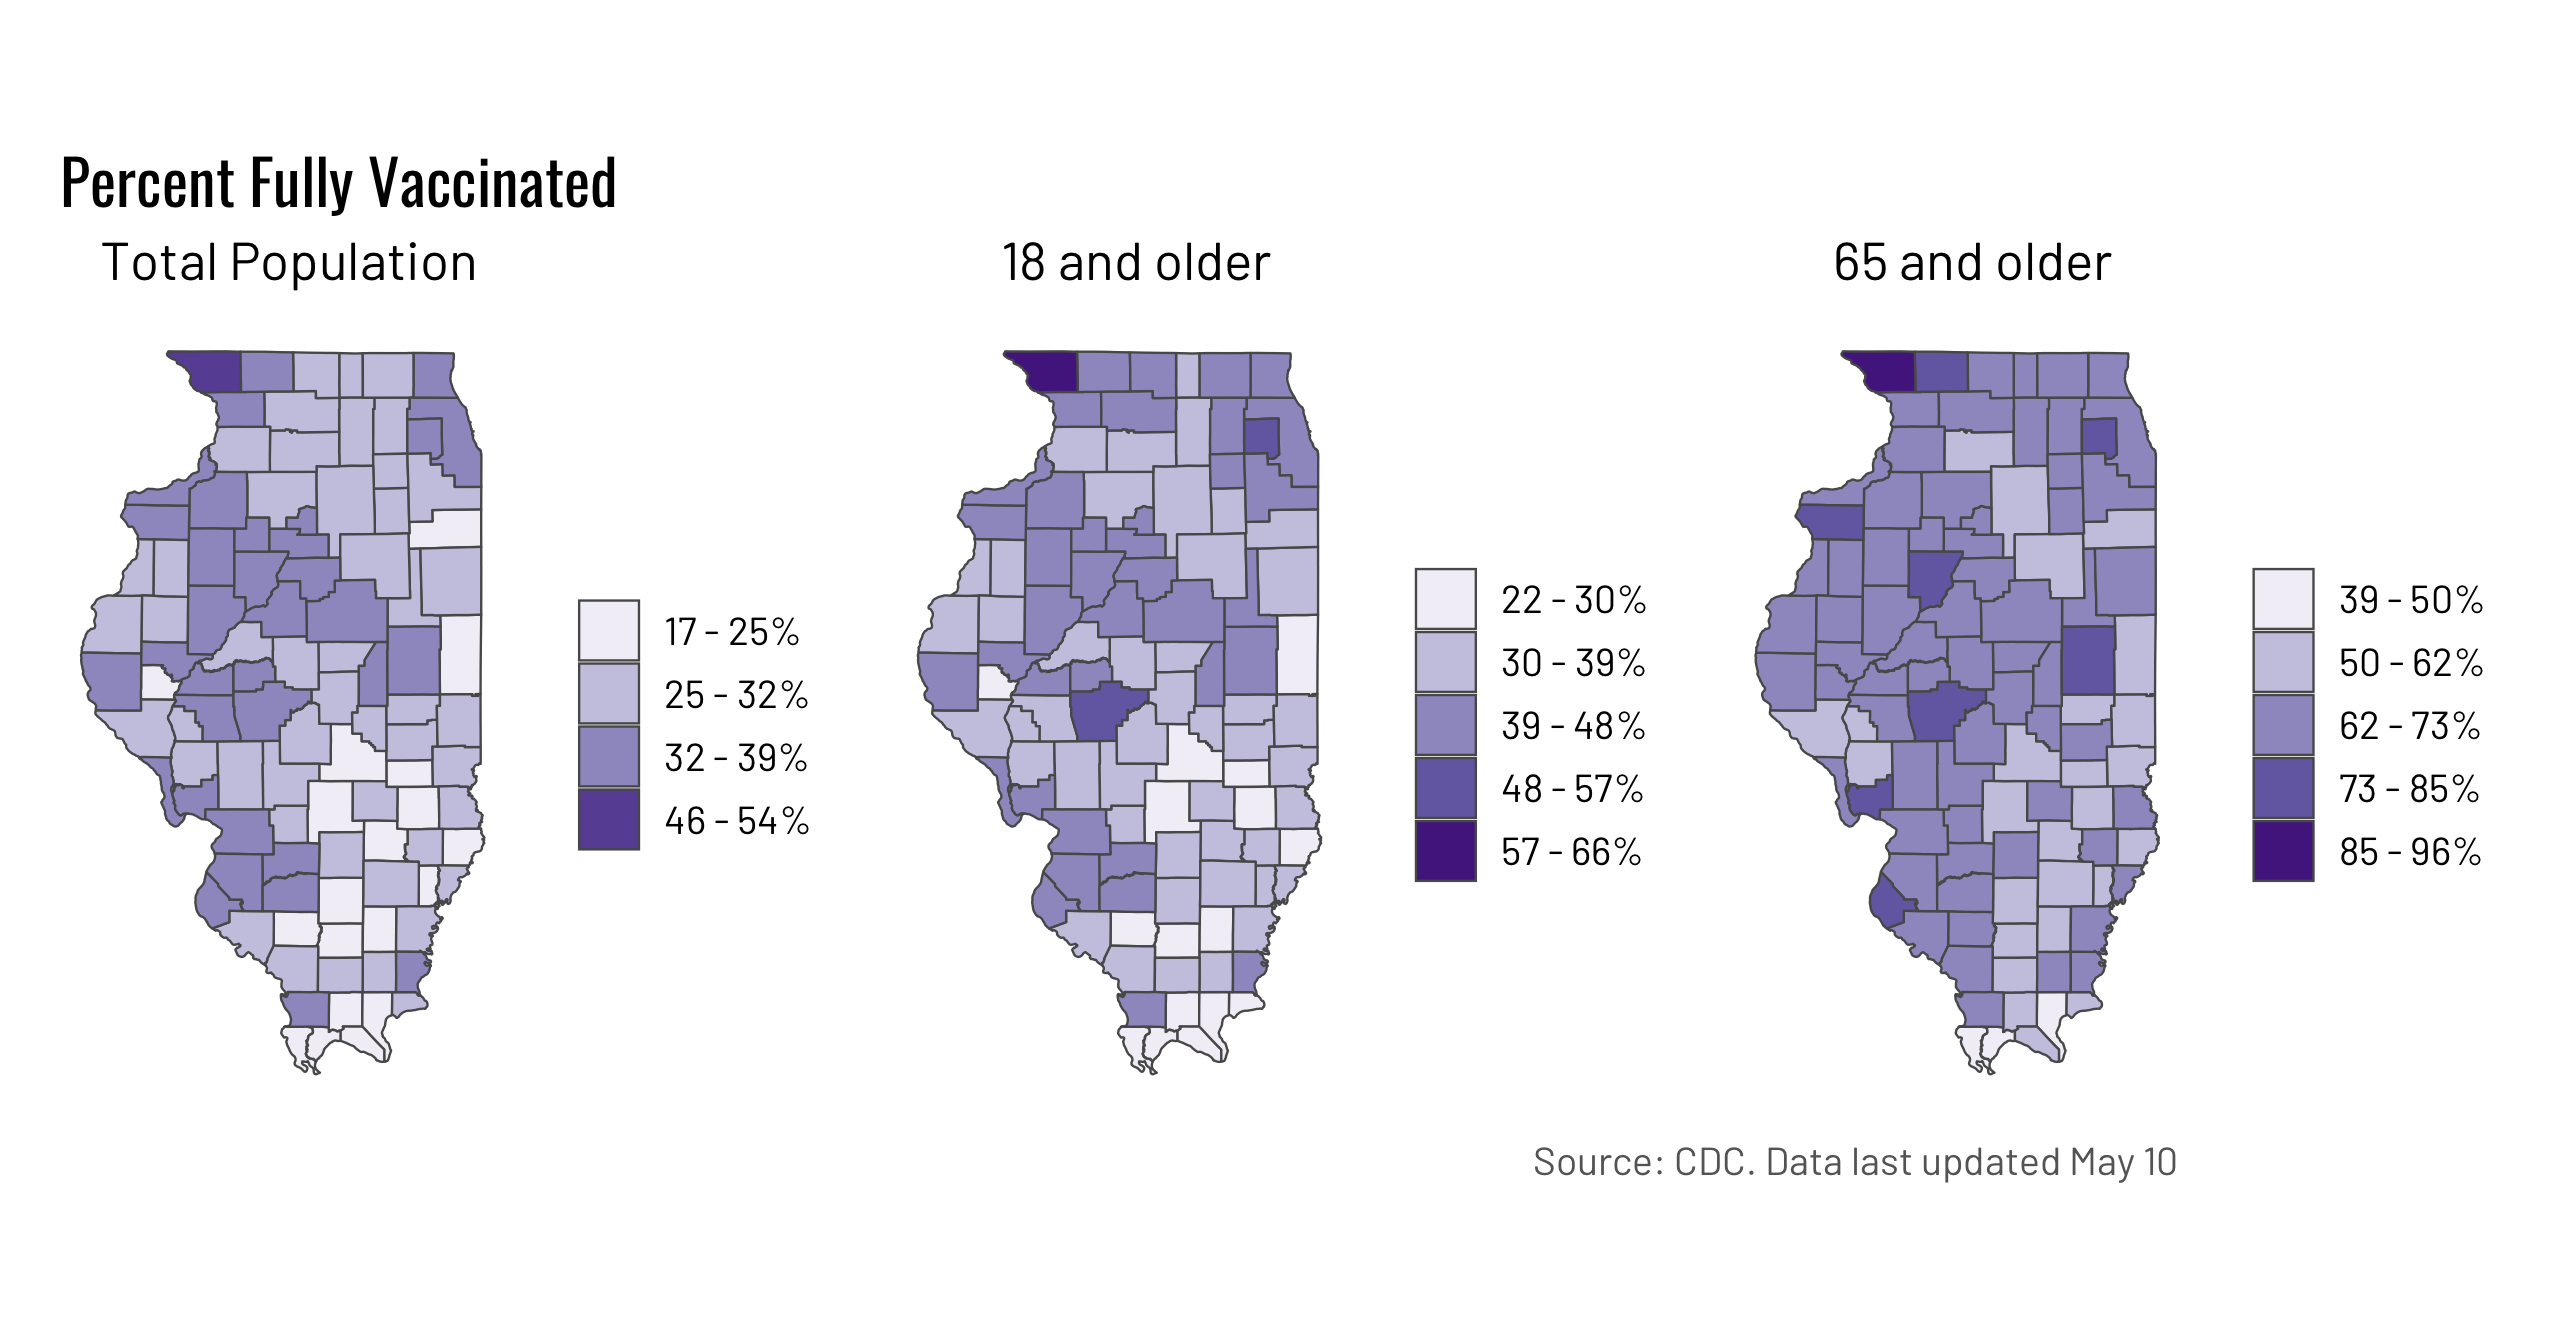 Percent Fully Vaccinated
Total Population
17 - 25%
25 - 32%
32 - 39%
46 - 54%
18 and older
22 - 30%
30 - 39%
39 - 48%
48 - 57%
57 - 66%
65 and older
39 - 50%
50 - 62%
62 - 73%
73 - 85%
85 - 96%
Source: CDC. Data last updated May 10